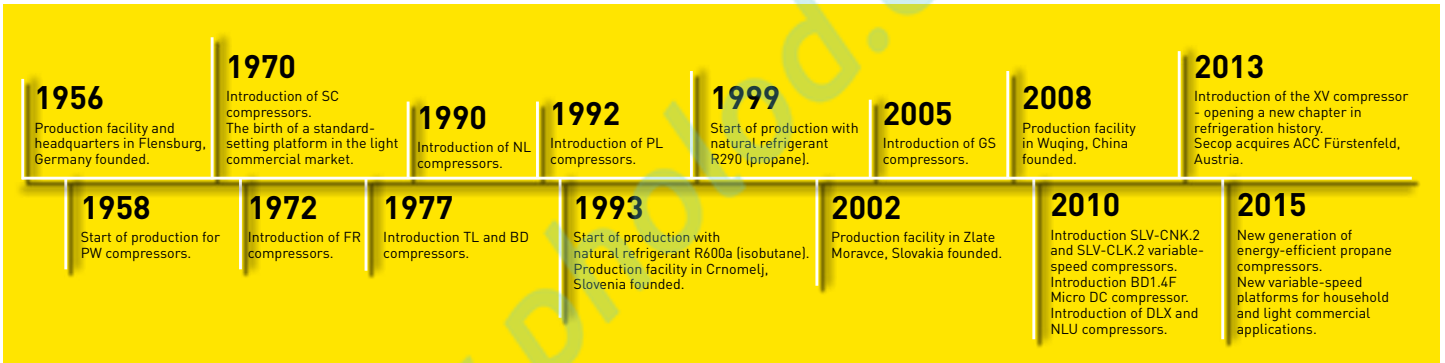 1956
Production facility and
headquarters in Flensburg,
Germany founded.
1958
Start of production for
PW compressors.
1970
Introduction of SC
compressors.
The birth of a standard-
setting platform in the light
commercial market.
1972
Introduction of FR
compressors.
1977
Introduction TL and BD
compressors.
1990
Introduction of NL
compressors.
1992
Introduction of PL
compressors.
1993
Start of production with
natural refrigerant R600a (isobutane).
Production facility in Crnomelj,
Slovenia founded.
1999
Start of production with
natural refrigerant
R290 (propane).
2002
Production facility in Zlate
Moravce, Slovakia founded.
2005
Introduction of GS
compressors.
2008
Production facility
in Wuqing, China
founded.
2010
Introduction SLV-CNK.2
and SLV-CLK.2 variable-
speed compressors.
Introduction BD1.4F
Micro DC compressor.
Introduction of DLX and
NLU compressors.
2013
Introduction of the XV compressor
- opening a new chapter in
refrigeration history.
Secop acquires ACC Fürstenfeld,
Austria.
2015
New generation of
energy-efficient propane
compressors.
New variable-speed
platforms for household
and light commercial
applications.